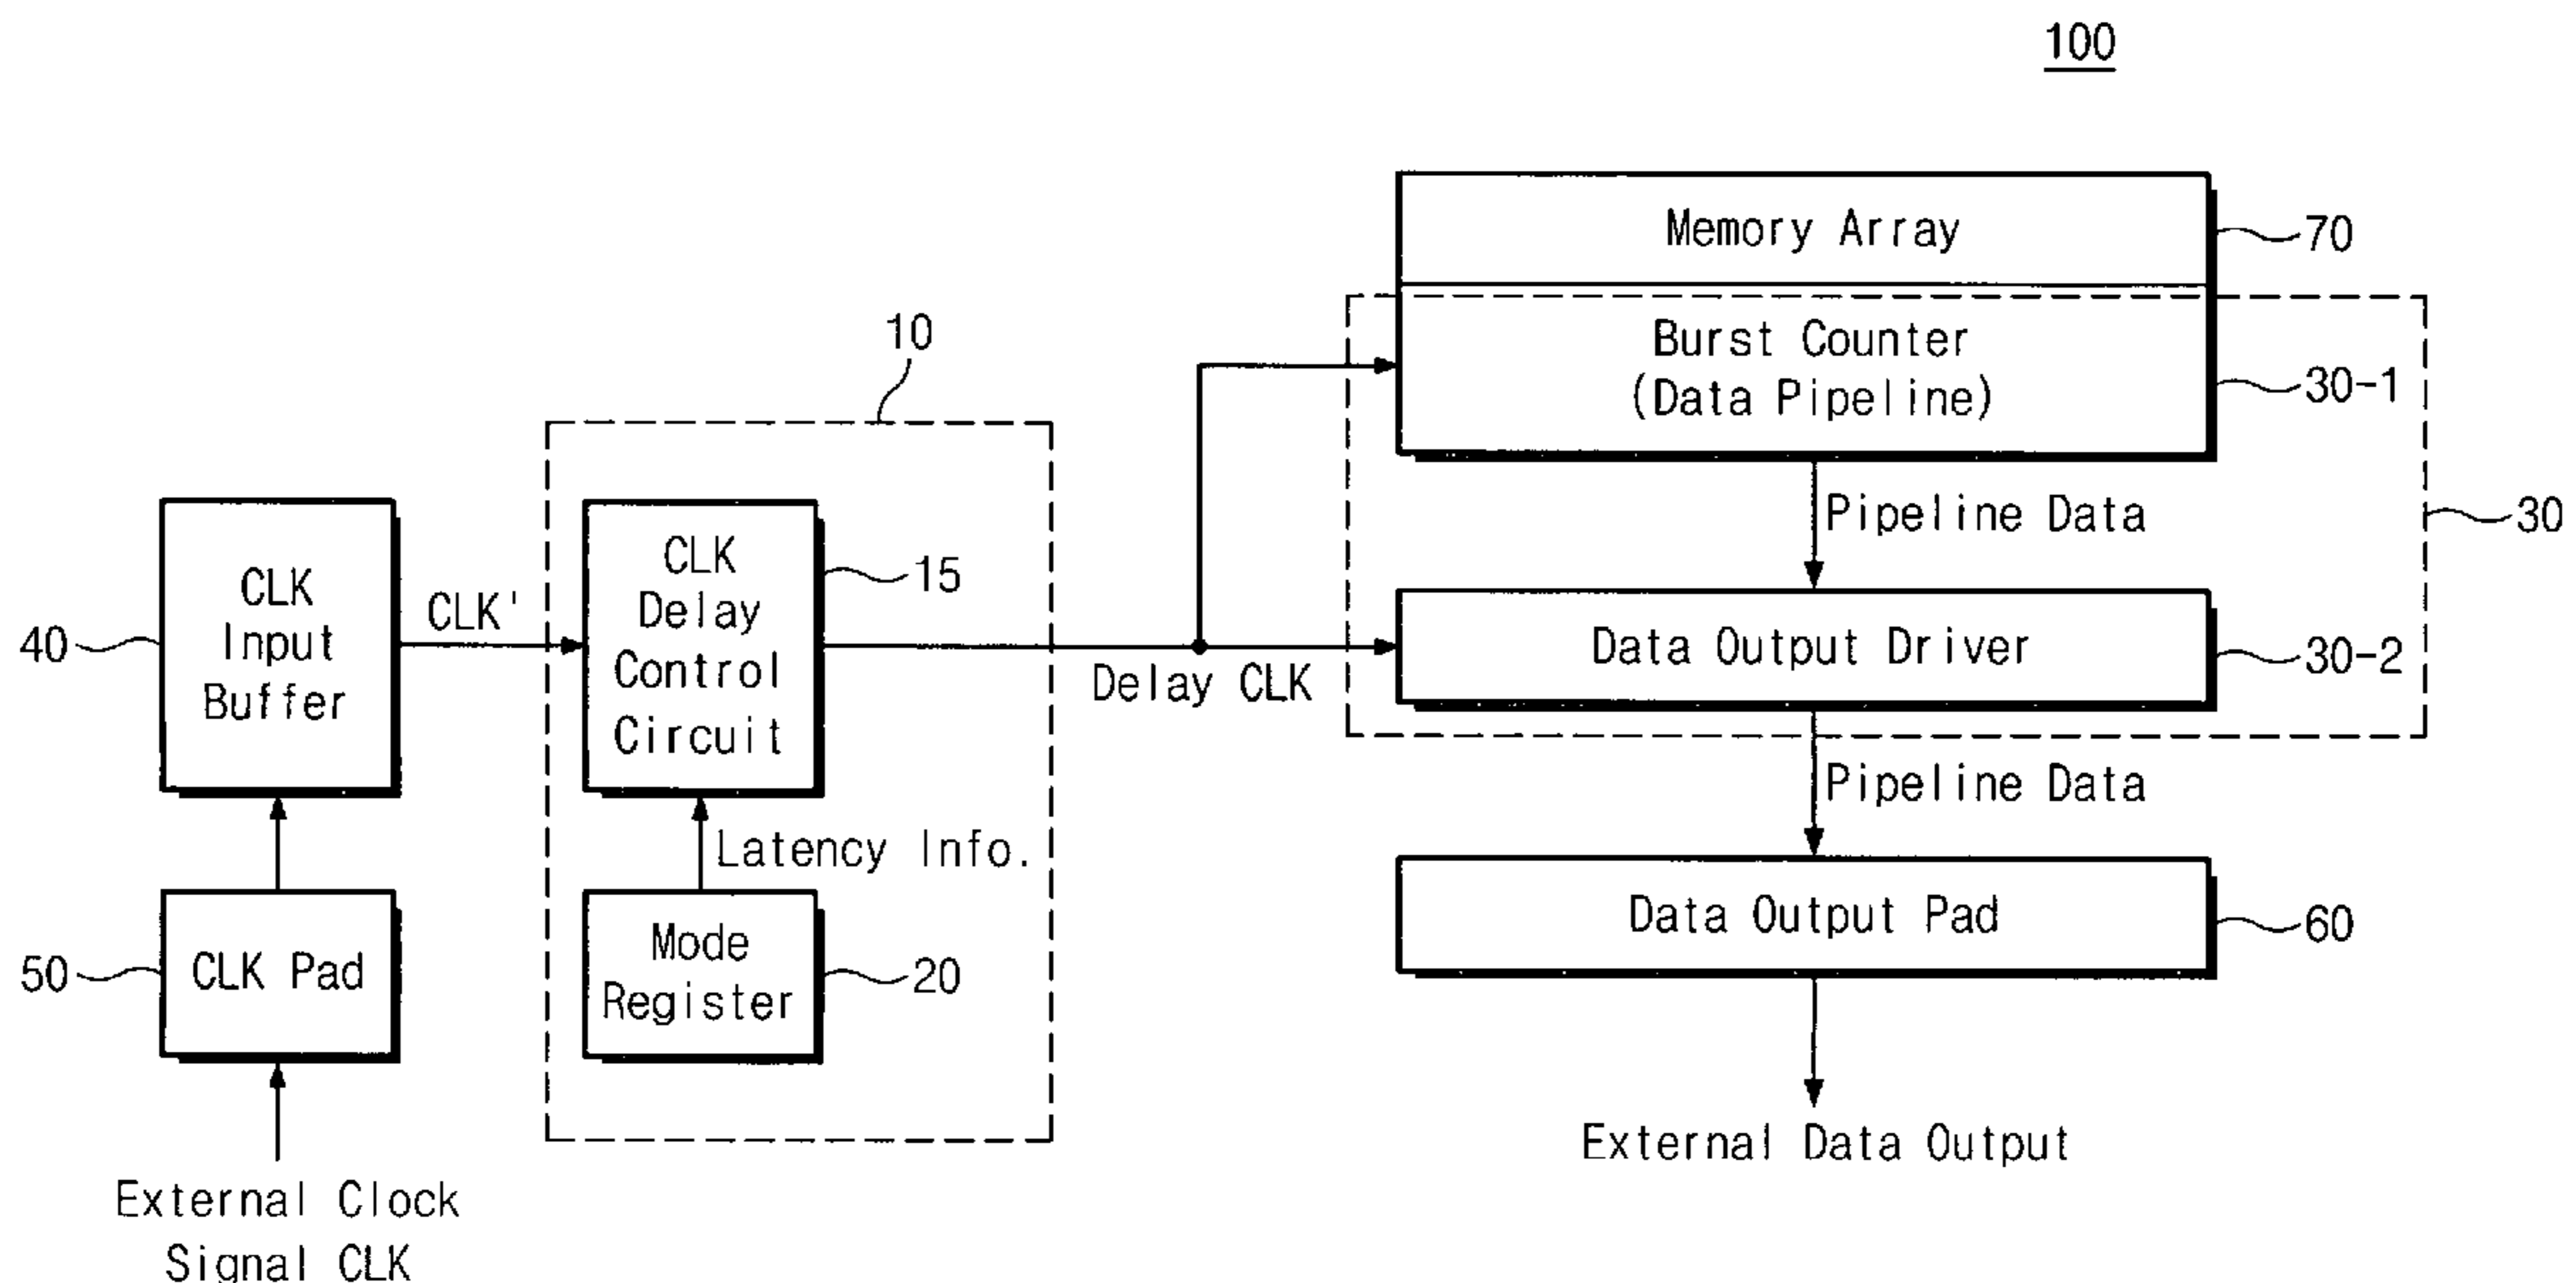 100
Memory Array
70
Burst Counter
(Data Pipeline)
30-1
10
Pipeline Data
30
CLK
Input
Buffer
40
CLK'
CLK
Delay
Control
Circuit
15
Delay CLK
Data Output Driver
30-2
Pipeline Data
Latency Info.
50
CLK Pad
Mode
Register
20
Data Output Pad
60
External Clock
Signal CLK
External Data Output